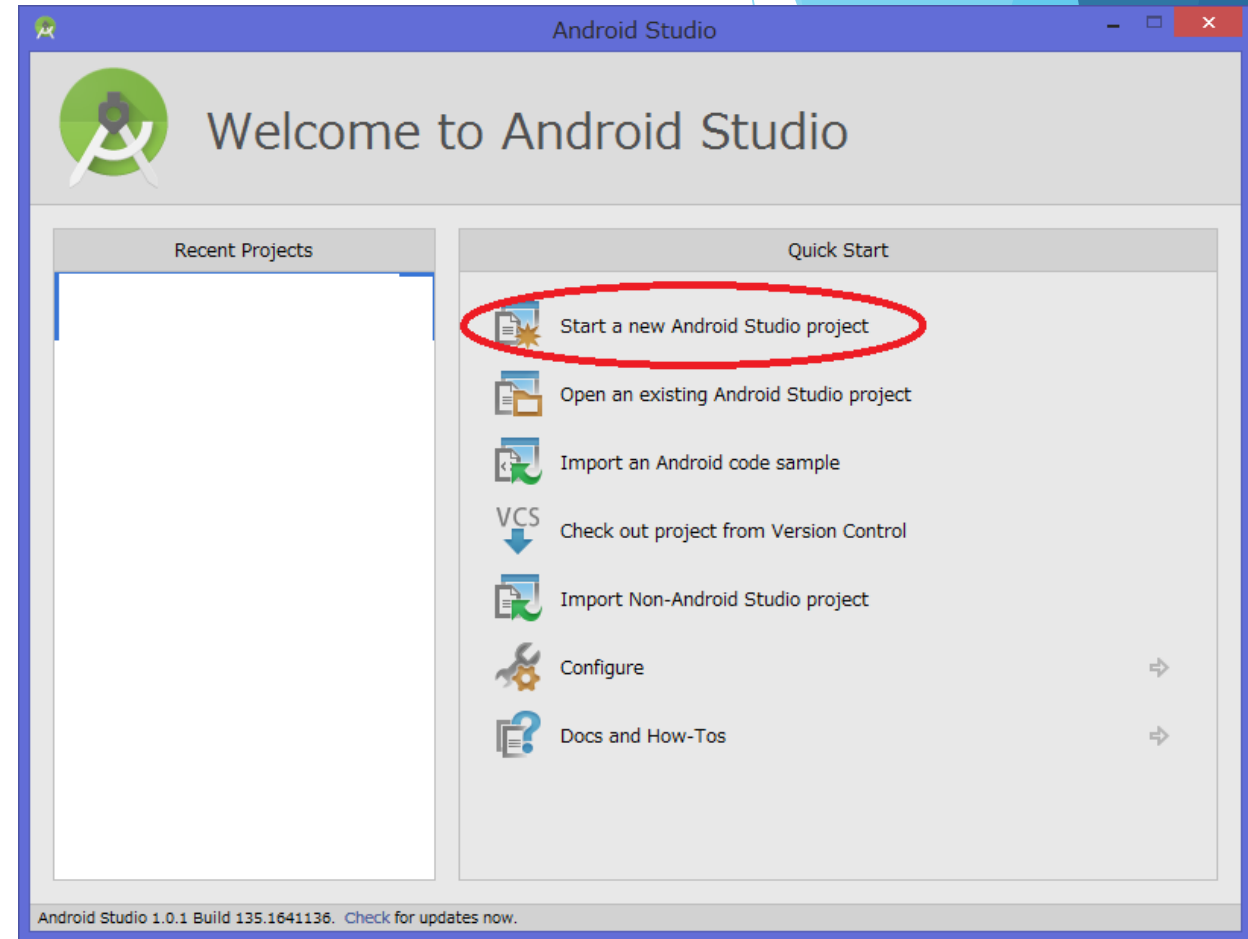 Android Studio
Welcome to Android Studio
Recent Projects
Quick Start
Start a new Android Studio project
Open an existing Android Studio project
Import an Android code sample
VCS
Check out project from Version Control
Import Non-Android Studio project
Configure
Docs and How-Tos
Android Studio 1.0.1 Build 135.1641136. Check for updates now.